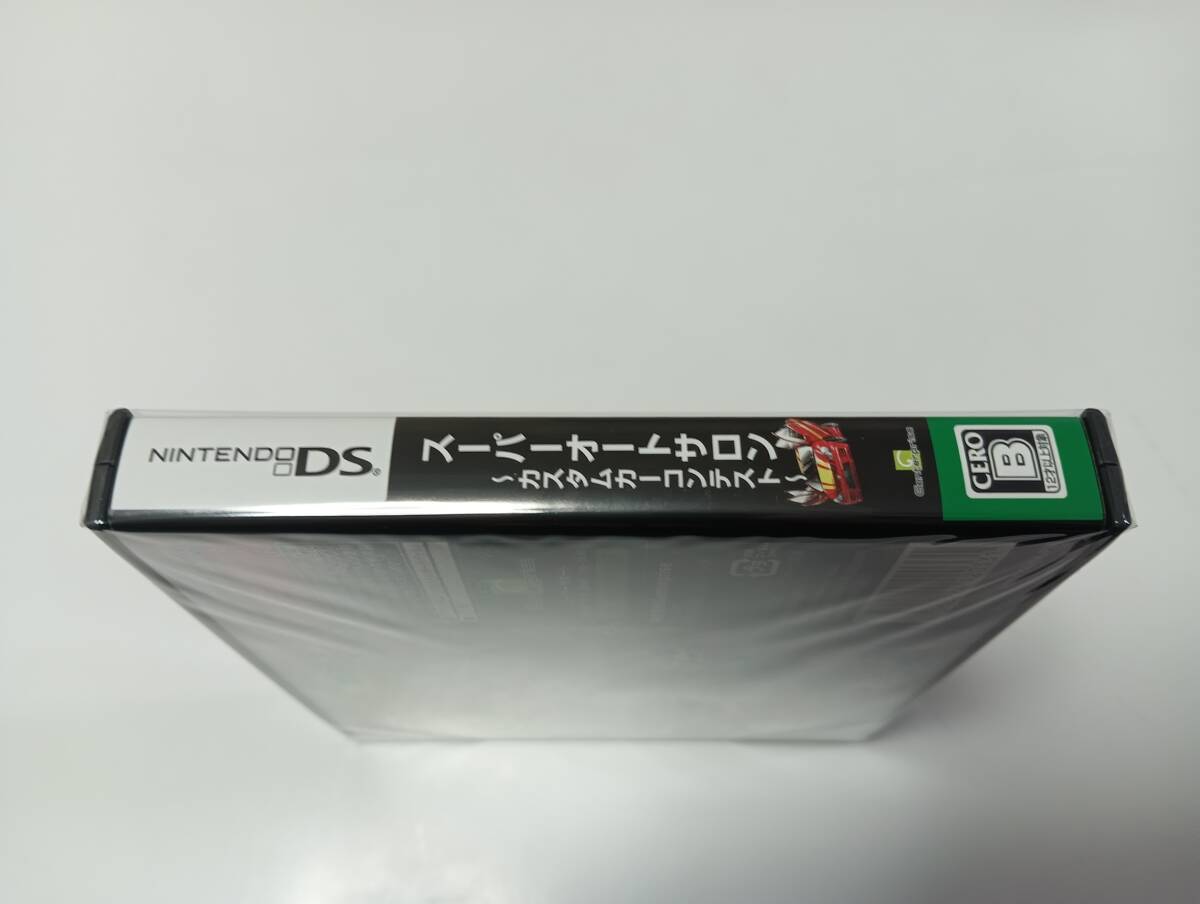 NINTENDO DS®
スーパーオートサロン
～カスタムカーコンテスト～
CERO
B
12才以上対象